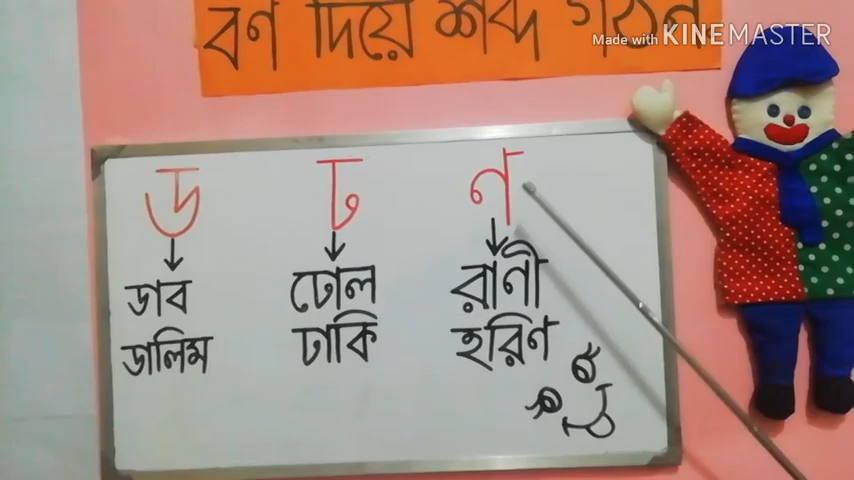 বর্ণ দিয়ে শব্দ গঠন
Made with KINEMASTER
ড ঢ ণ
ডাব ঢোল রাণী
ডালিম ঢাকি হরিণ